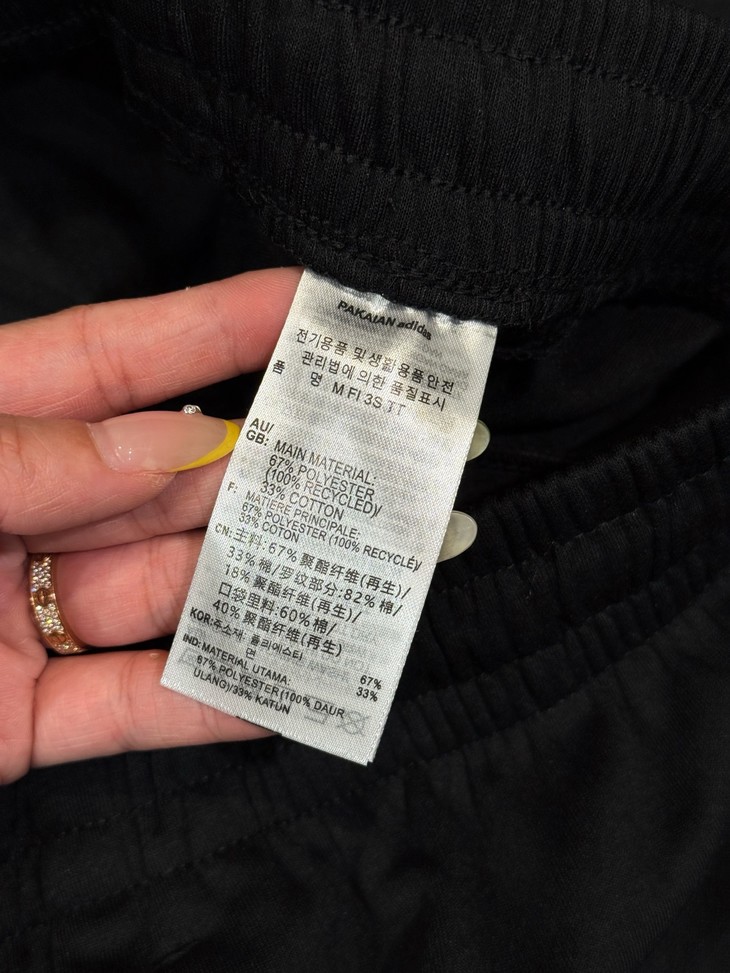 PAKAIAN adidas
전기용품 및 생활용품 안전
관리법에 의한 품질표시
품 명 M FI 3S TT
AU/
GB: MAIN MATERIAL:
67% POLYESTER
(100% RECYCLED)/
33% COTTON
F: MATIERE PRINCIPALE:
67% POLYESTER (100% RECYCLÉ)/
33% COTON
CN: 主料: 67% 聚酯纤维(再生)/
33% 棉/罗纹部分: 82% 棉/
18% 聚酯纤维(再生)/
口袋里料: 60% 棉/
40% 聚酯纤维(再生)
KOR: 주소재: 폴리에스터 67%
면 33%
IND: MATERIAL UTAMA:
67% POLYESTER (100% DAUR
ULANG)/33% KATUN